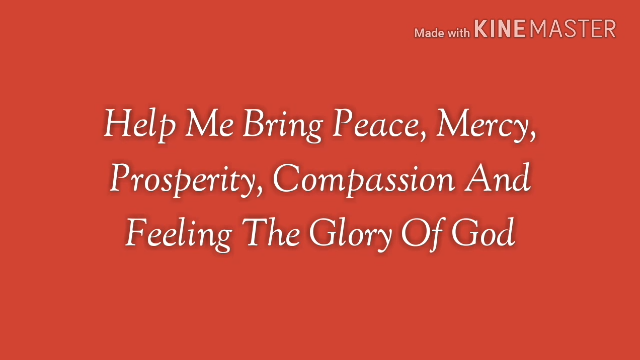 Made with KINEMASTER
Help Me Bring Peace, Mercy,
Prosperity, Compassion And
Feeling The Glory Of God